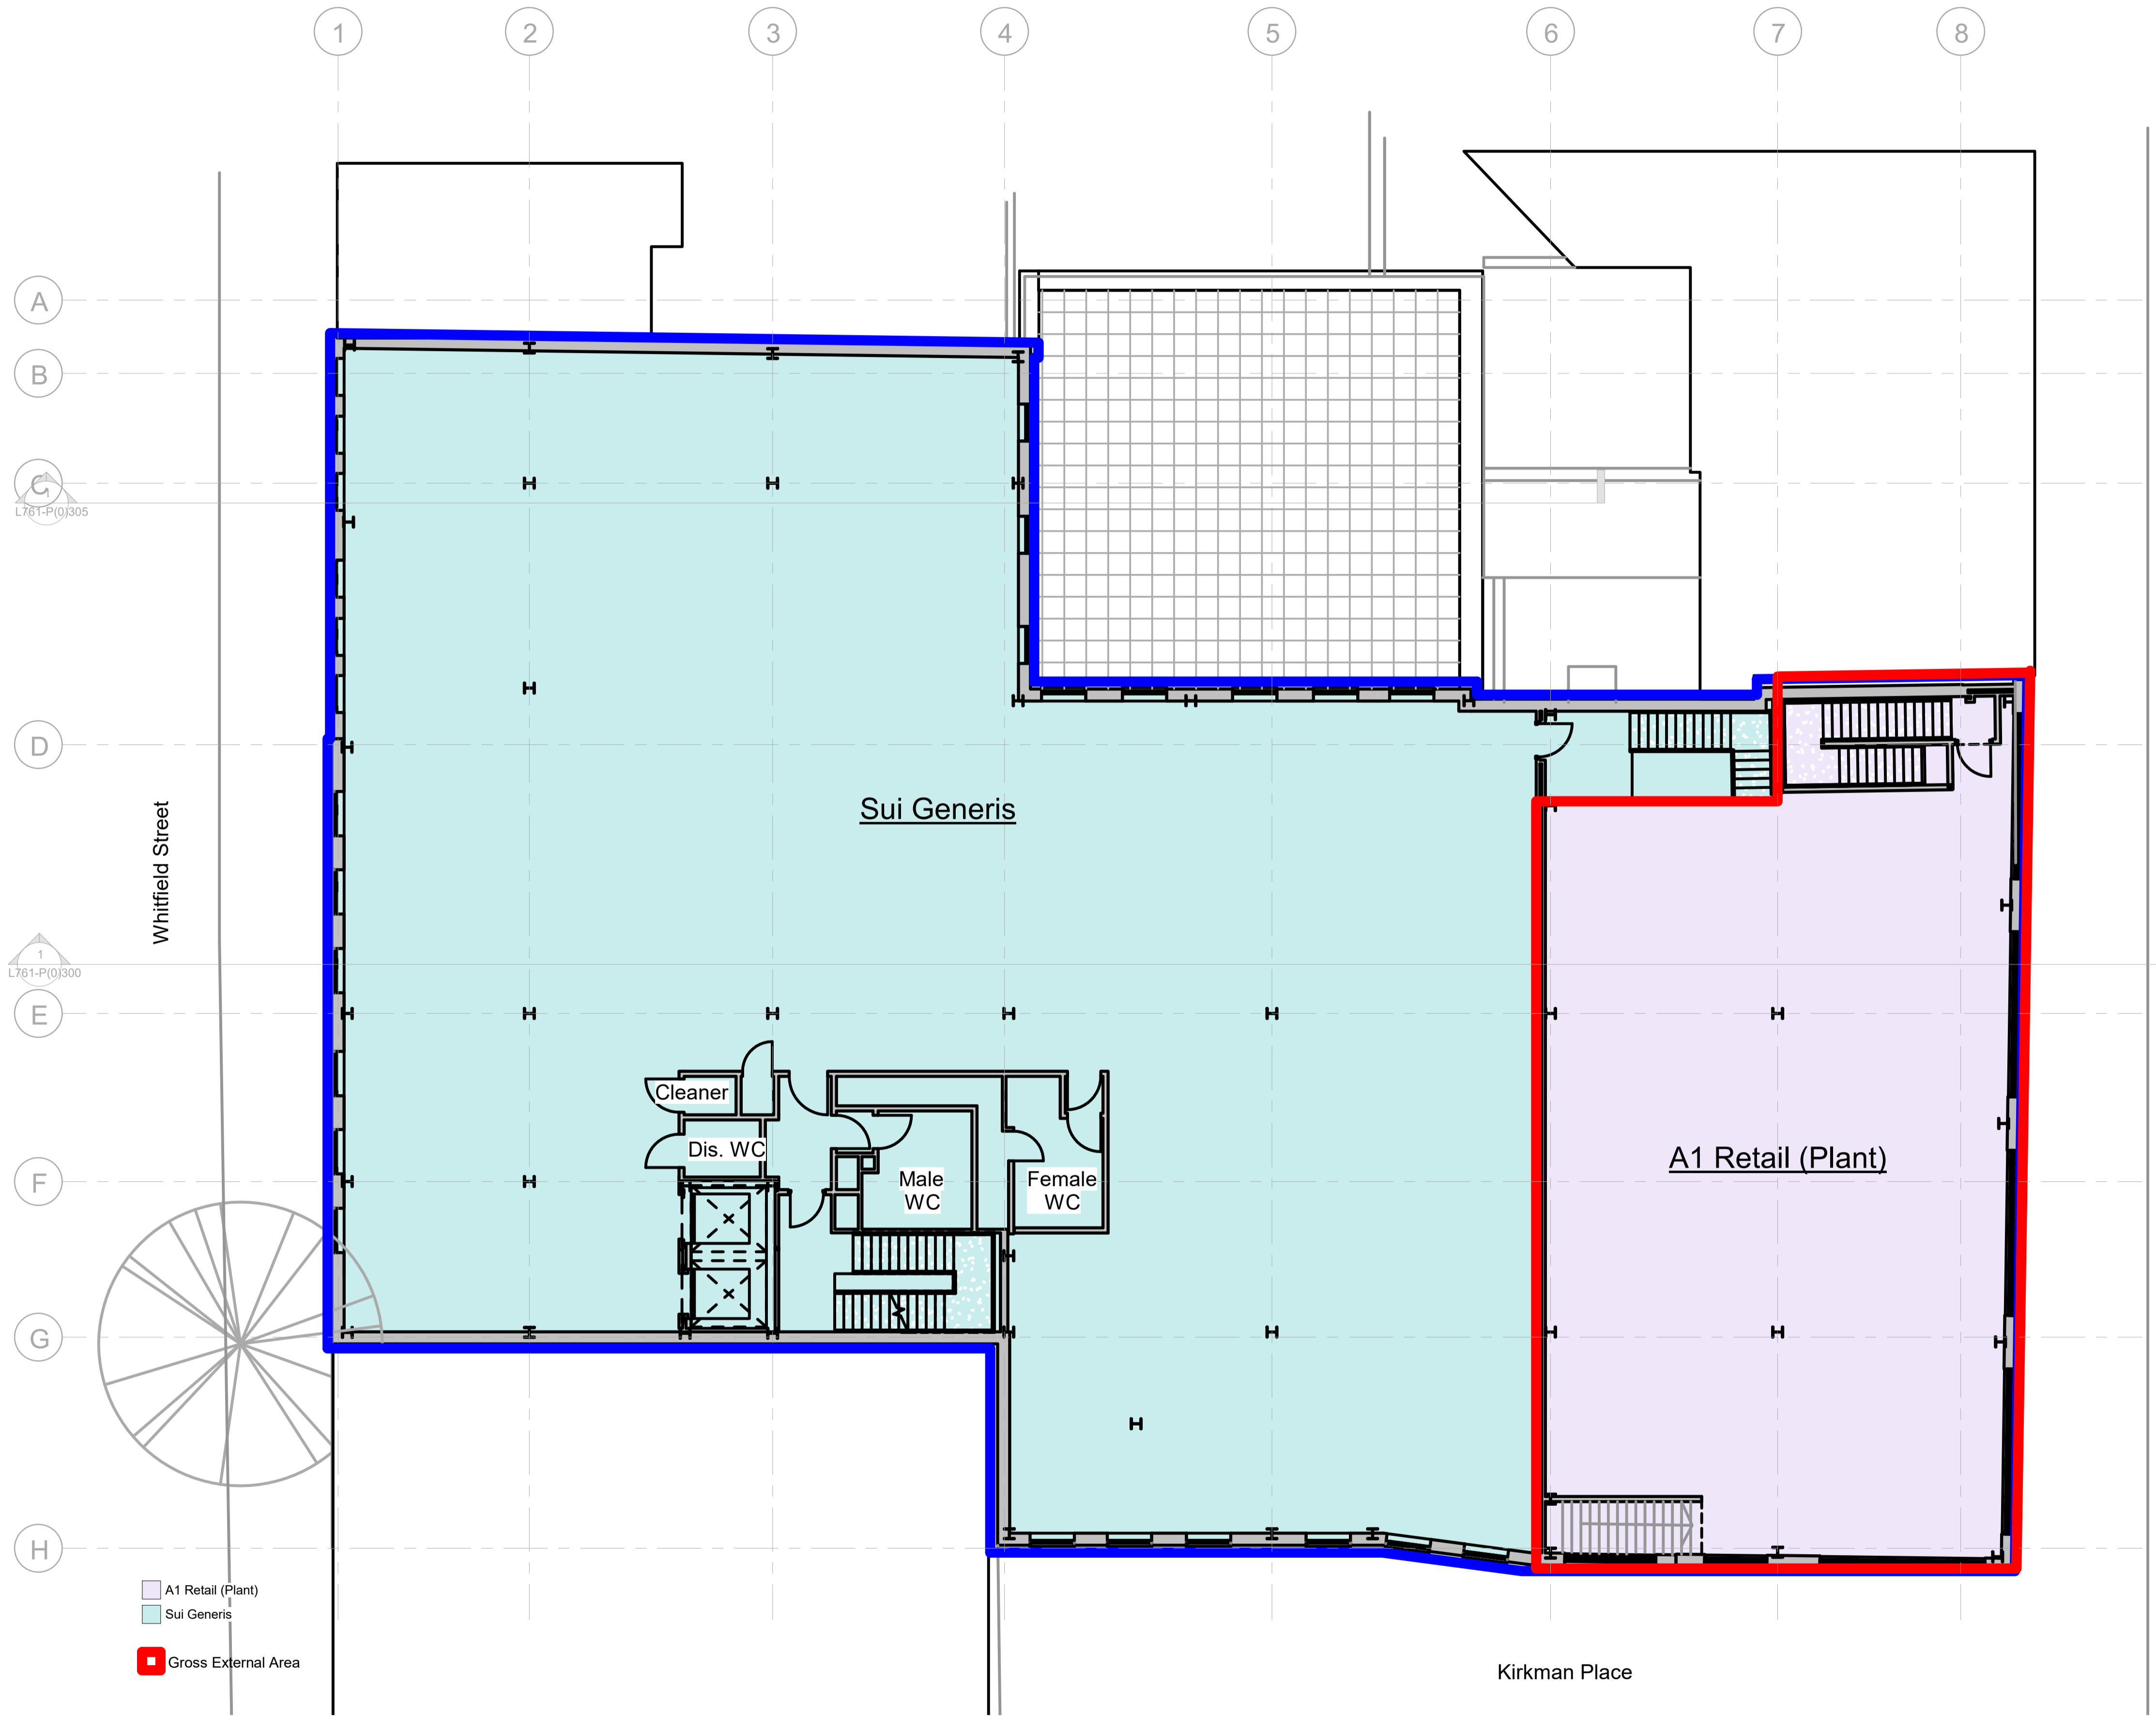 1 2 3 4 5 6 7 8
A
B
C
1
L761-P(0)305
D
Sui Generis
Whitfield Street
1
L761-P(0)300
E
Cleaner
Dis. WC
Male
WC
Female
WC
A1 Retail (Plant)
F
G
H
A1 Retail (Plant)
Sui Generis
Gross External Area
Kirkman Place